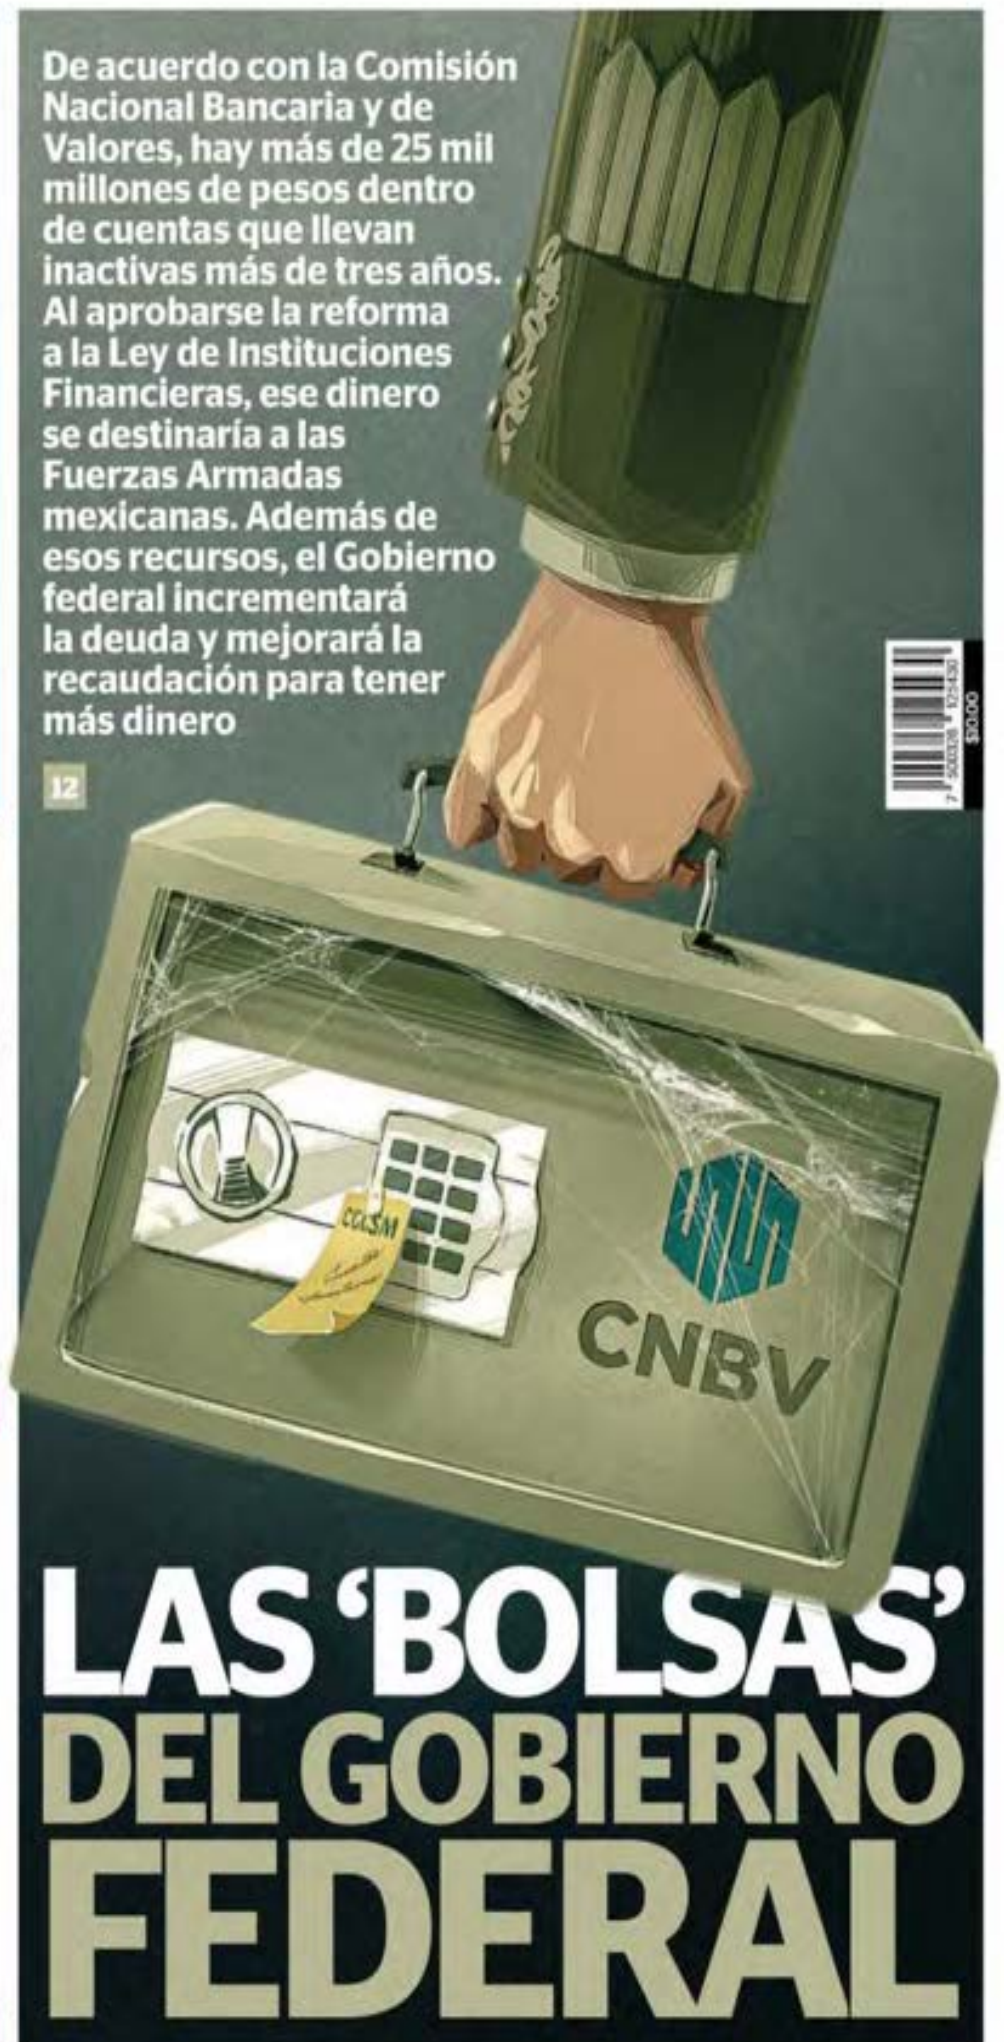 De acuerdo con la Comisión
Nacional Bancaria y de
Valores, hay más de 25 mil
millones de pesos dentro
de cuentas que llevan
inactivas más de tres años.
Al aprobarse la reforma
a la Ley de Instituciones
Financieras, ese dinero
se destinaría a las
Fuerzas Armadas
mexicanas. Además de
esos recursos, el Gobierno
federal incrementará
la deuda y mejorará la
recaudación para tener
más dinero
12
$10.00
CNBV
LAS ‘BOLSAS’
DEL GOBIERNO
FEDERAL